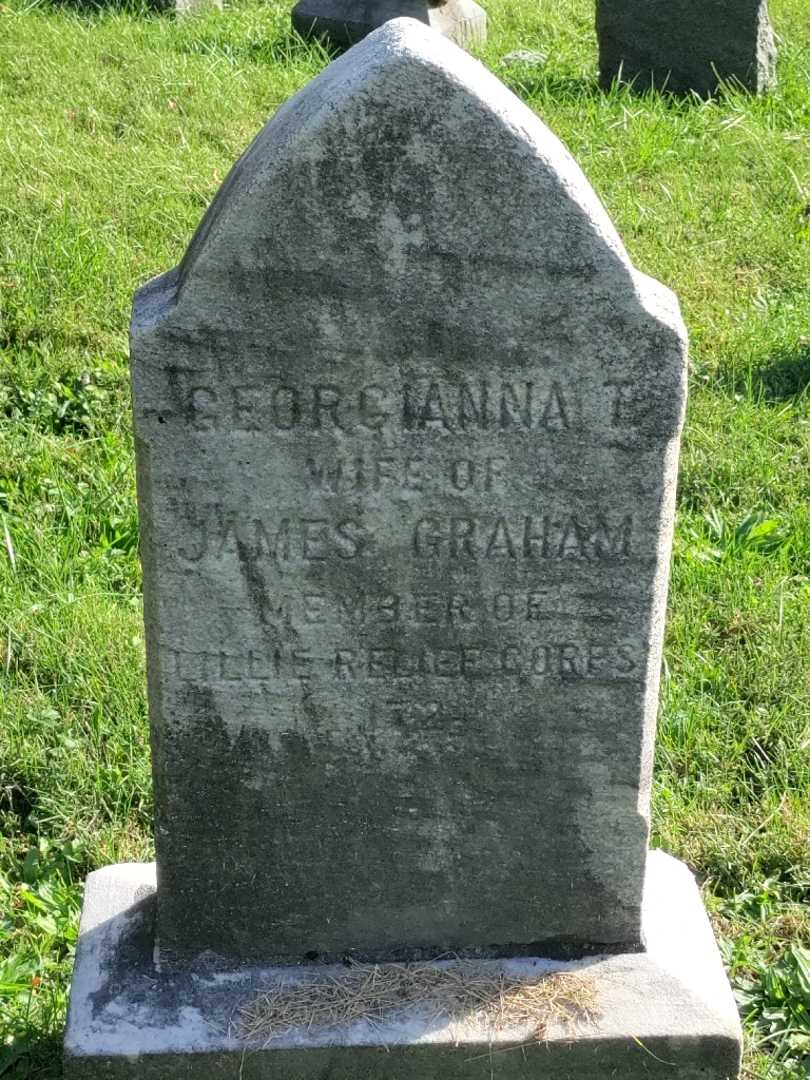 GEORGIANNA T
WIFE OF
JAMES GRAHAM
MEMBER OF
LILLIE RELIEF CORPS